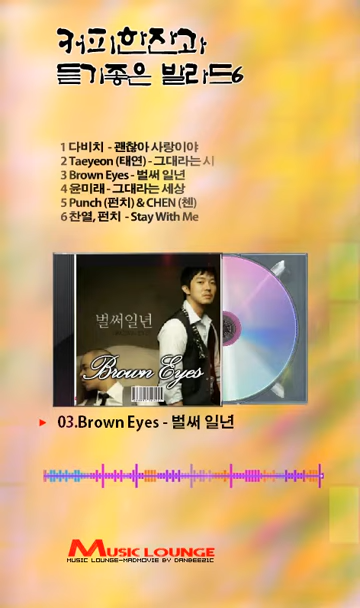 커피한잔과
듣기좋은 발라드6
1 다비치 - 괜찮아 사랑이야
2 Taeyeon (태연) - 그대라는 시
3 Brown Eyes - 벌써 일년
4 윤미래 - 그대라는 세상
5 Punch (펀치) & CHEN (첸)
6 찬열, 펀치 - Stay With Me
벌써일년
Brown Eyes
03.Brown Eyes - 벌써 일년
MUSIC LOUNGE
MUSIC LOUNGE-MADMOVIE BY DANBEE21C